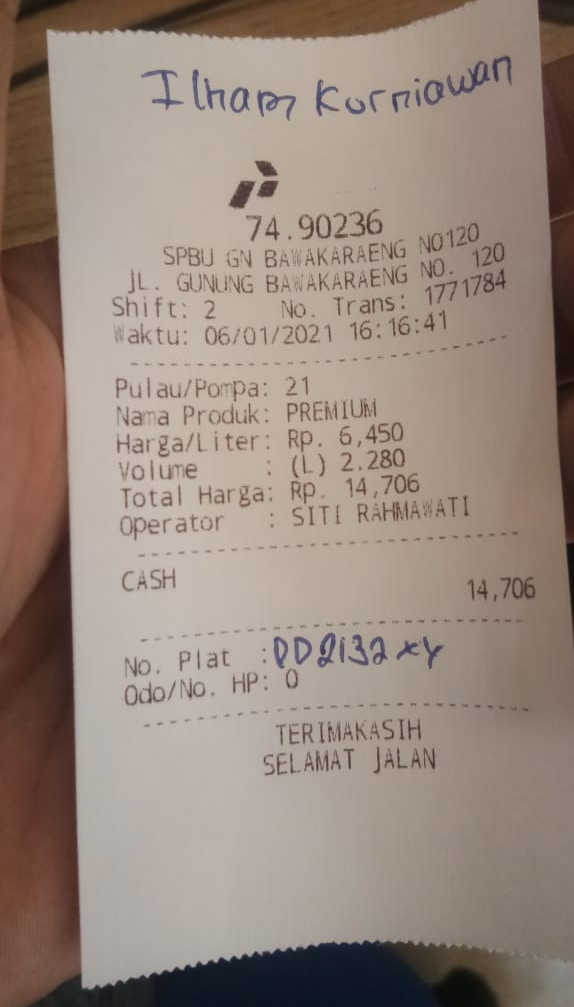 Ilham Kurniawan
74.90236
SPBU GN BAWAKARAENG NO120
JL. GUNUNG BAWAKARAENG NO. 120
Shift: 2 No. Trans: 1771784
Waktu: 06/01/2021 16:16:41
Pulau/Pompa: 21
Nama Produk: PREMIUM
Harga/Liter: Rp. 6,450
Volume : (L) 2.280
Total Harga: Rp. 14,706
Operator : SITI RAHMAWATI
CASH 14,706
No. Plat : DD 2132 XY
Odo/No. HP: 0
TERIMAKASIH
SELAMAT JALAN